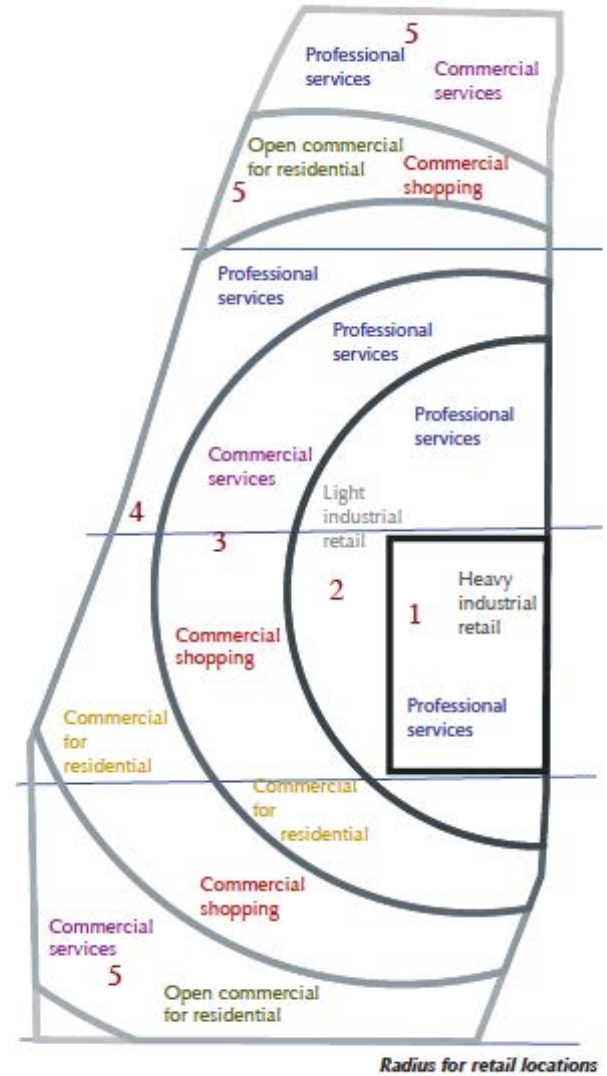 5
Professional
services
Commercial
services
Open commercial
for residential
Commercial
shopping
5
Professional
services
Professional
services
Professional
services
Commercial
services
Light
industrial
retail
4
3
2
1
Heavy
industrial
retail
Commercial
shopping
Professional
services
Commercial
for
residential
Commercial
for
residential
Commercial
shopping
Commercial
services
5
Open commercial
for residential
Radius for retail locations